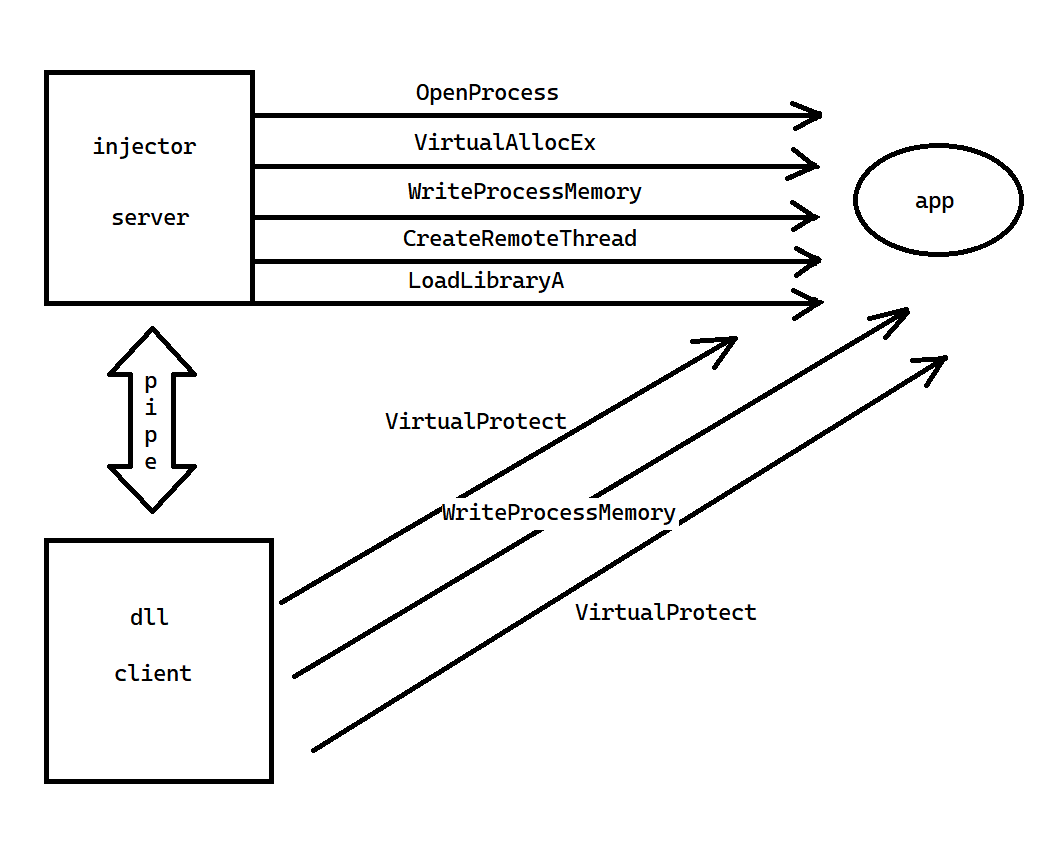 OpenProcess
injector
VirtualAllocEx
WriteProcessMemory
app
server
CreateRemoteThread
LoadLibraryA
p
i
p
e
VirtualProtect
WriteProcessMemory
dll
VirtualProtect
client